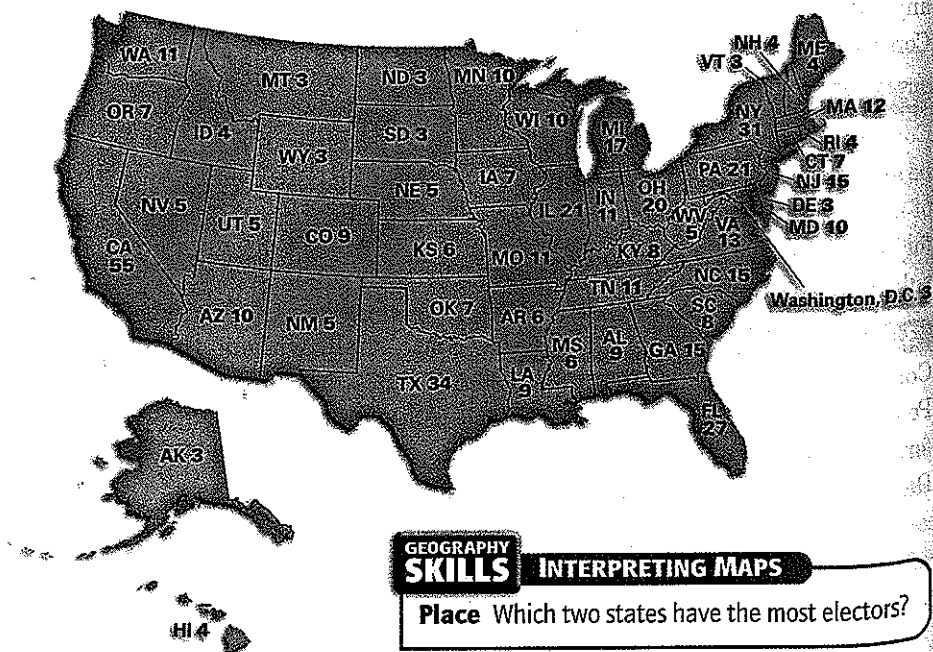 WA 11
OR 7
CA
55
NV 5
ID 4
MT 3
WY 3
UT 5
CO 9
AZ 10
NM 5
ND 3
SD 3
NE 5
KS 6
OK 7
TX 34
MN 10
IA 7
MO 11
AR 6
LA
9
WI 10
IL 21
MI
17
IN
11
OH
20
KY 8
TN 11
MS
6
AL
9
GA 15
FL
27
SC
8
NC 15
VA
13
WV
5
PA 21
NY
31
VT 3
NH 4
ME
4
MA 12
RI 4
CT 7
NJ 15
DE 3
MD 10
Washington, D.C. 3
AK 3
HI 4
GEOGRAPHY
SKILLS INTERPRETING MAPS
Place Which two states have the most electors?